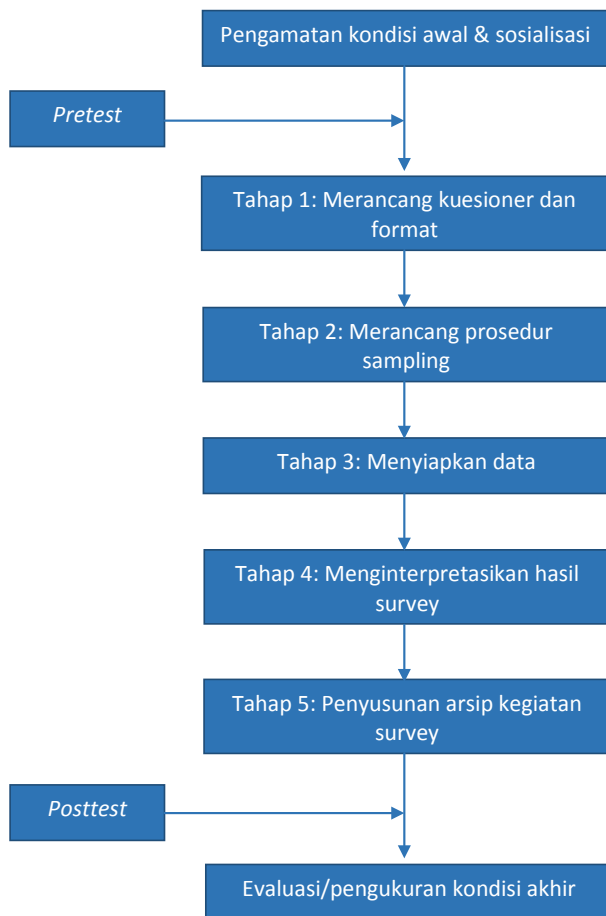 Pengamatan kondisi awal & sosialisasi
Pretest
Tahap 1: Merancang kuesioner dan
format
Tahap 2: Merancang prosedur
sampling
Tahap 3: Menyiapkan data
Tahap 4: Menginterpretasikan hasil
survey
Tahap 5: Penyusunan arsip kegiatan
survey
Posttest
Evaluasi/pengukuran kondisi akhir